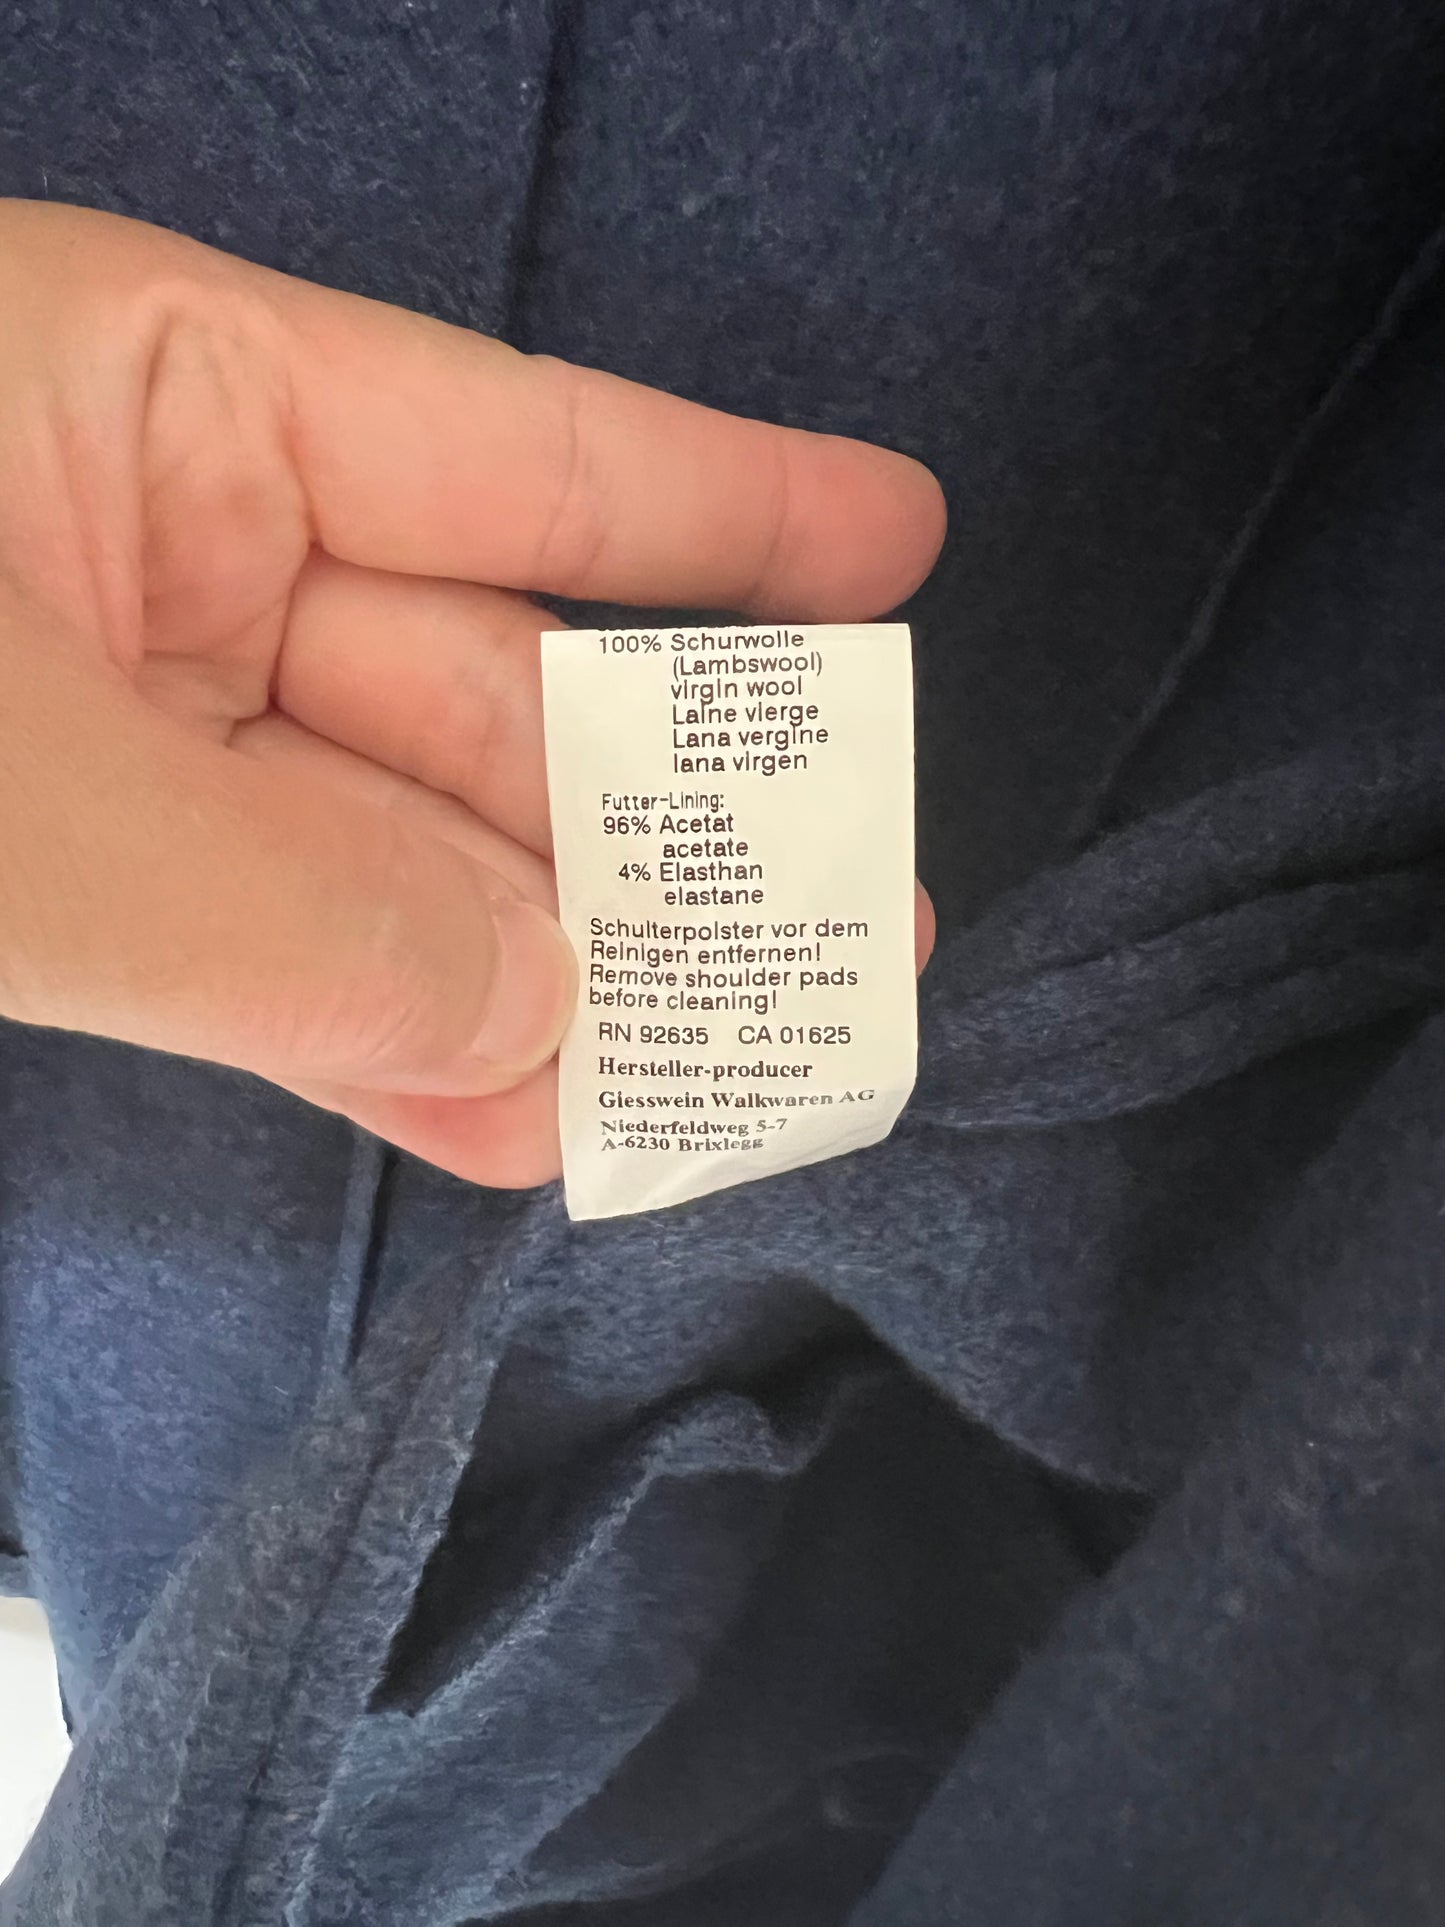 100% Schurwolle
(Lambswool)
virgin wool
Laine vierge
Lana vergine
lana virgen
Futter-Lining:
96% Acetat
acetate
4% Elasthan
elastane
Schulterpolster vor dem
Reinigen entfernen!
Remove shoulder pads
before cleaning!
RN 92635 CA 01625
Hersteller-producer
Giesswein Walkwaren AG
Niederfeldweg 5-7
A-6230 Brixlegg